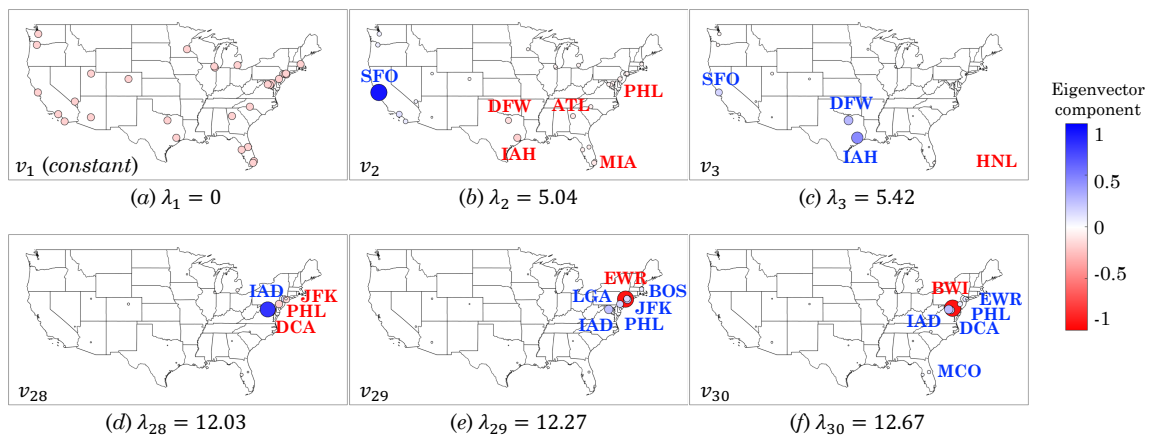 SFO
DFW
ATL
PHL
IAH
MIA
v₂
SFO
DFW
IAH
HNL
v₃
v₁ (constant)
(a) λ₁ = 0
(b) λ₂ = 5.04
(c) λ₃ = 5.42
Eigenvector
component
1
0.5
0
-0.5
-1
IAD
JFK
PHL
DCA
v₂₈
EWR
LGA
BOS
JFK
IAD
PHL
v₂₉
BWI
EWR
PHL
IAD
DCA
MCO
v₃₀
(d) λ₂₈ = 12.03
(e) λ₂₉ = 12.27
(f) λ₃₀ = 12.67